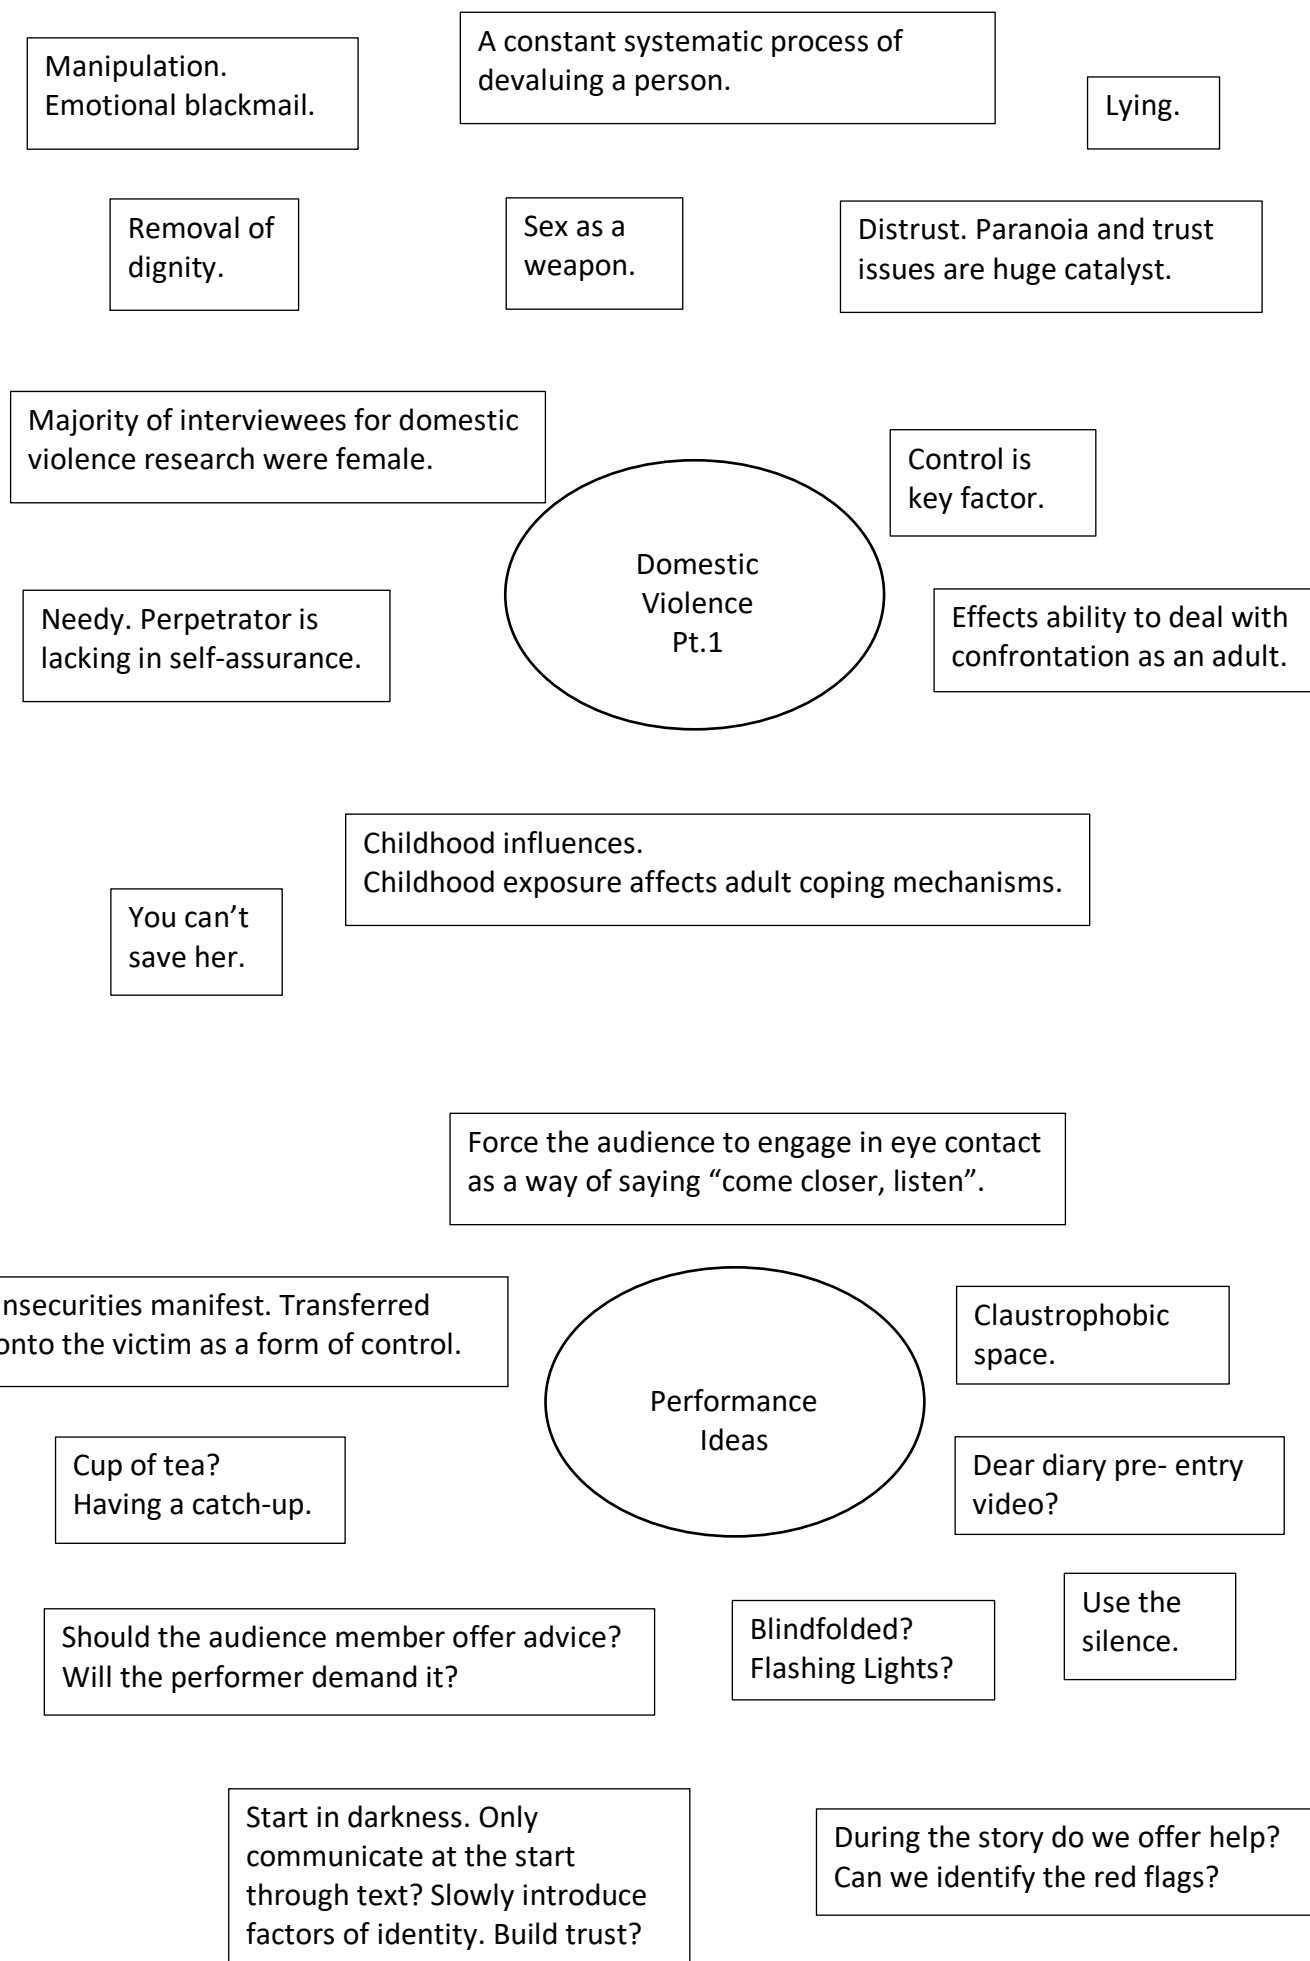 Manipulation.
Emotional blackmail.
A constant systematic process of
devaluing a person.
Lying.
Removal of
dignity.
Sex as a
weapon.
Distrust. Paranoia and trust
issues are huge catalyst.
Majority of interviewees for domestic
violence research were female.
Control is
key factor.
Domestic
Violence
Pt.1
Needy. Perpetrator is
lacking in self-assurance.
Effects ability to deal with
confrontation as an adult.
Childhood influences.
Childhood exposure affects adult coping mechanisms.
You can’t
save her.
Force the audience to engage in eye contact
as a way of saying “come closer, listen”.
nsecurities manifest. Transferred
onto the victim as a form of control.
Claustrophobic
space.
Performance
Ideas
Cup of tea?
Having a catch-up.
Dear diary pre- entry
video?
Use the
silence.
Should the audience member offer advice?
Will the performer demand it?
Blindfolded?
Flashing Lights?
Start in darkness. Only
communicate at the start
through text? Slowly introduce
factors of identity. Build trust?
During the story do we offer help?
Can we identify the red flags?